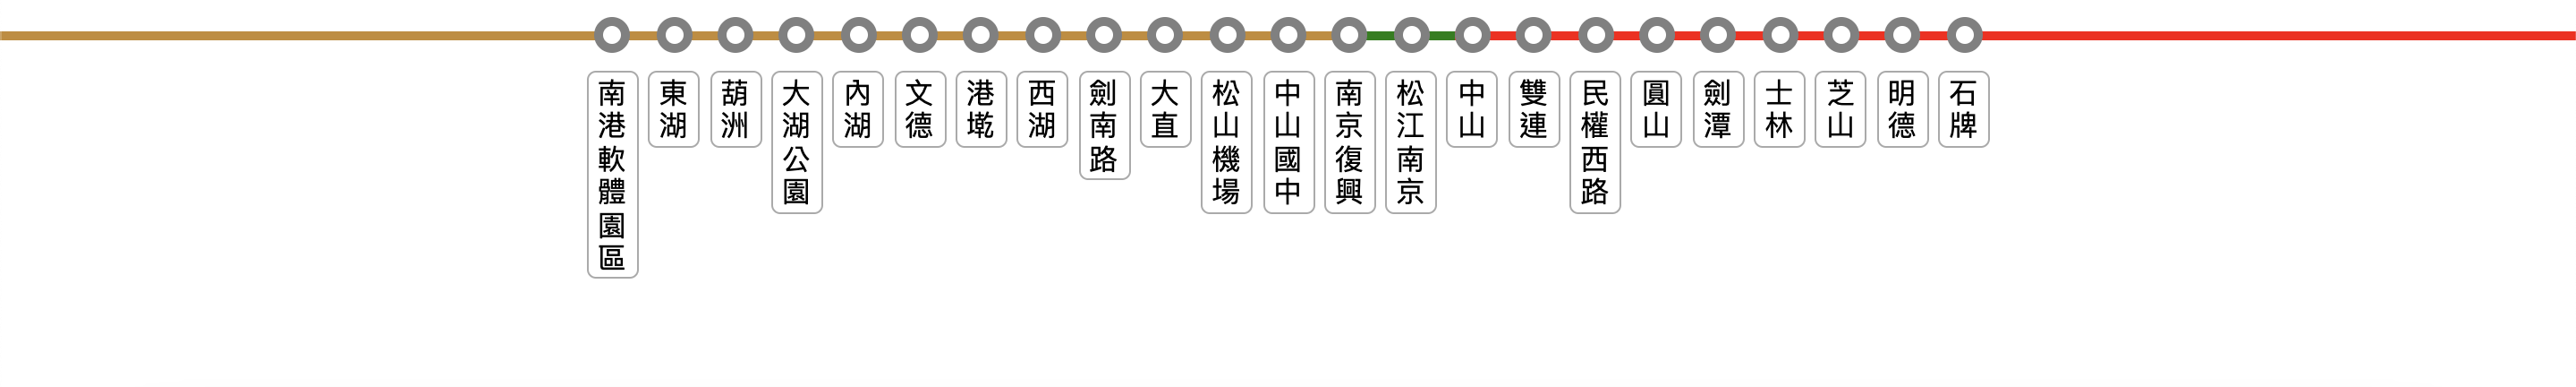 南港軟體園區
東湖
葫洲
大湖公園
內湖
文德
港墘
西湖
劍南路
大直
松山機場
中山國中
南京復興
松江南京
中山
雙連
民權西路
圓山
劍潭
士林
芝山
明德
石牌